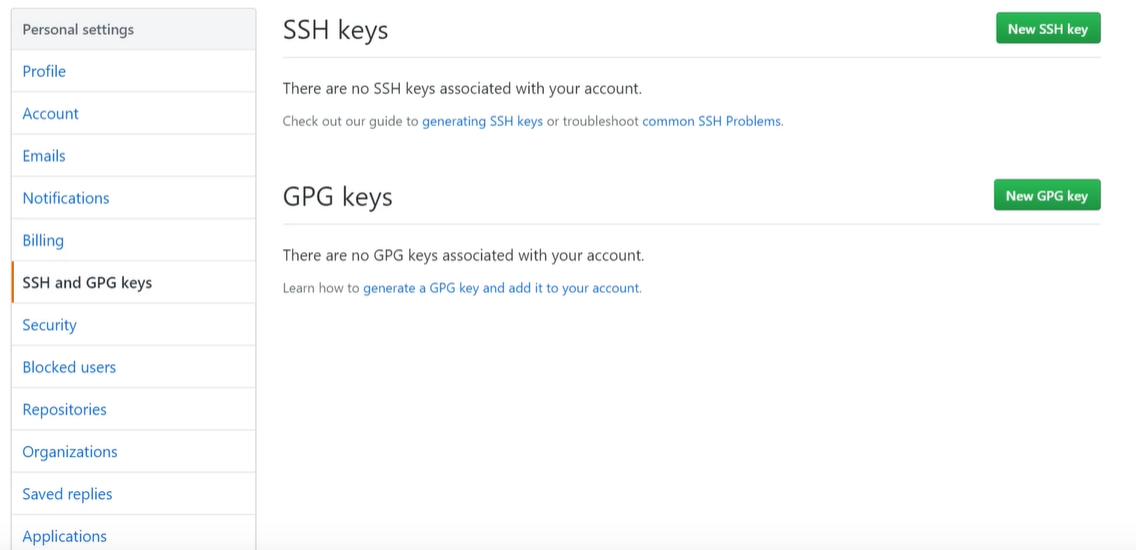 Personal settings
Profile
Account
Emails
Notifications
Billing
SSH and GPG keys
Security
Blocked users
Repositories
Organizations
Saved replies
Applications
SSH keys
New SSH key
There are no SSH keys associated with your account.
Check out our guide to generating SSH keys or troubleshoot common SSH Problems.
GPG keys
New GPG key
There are no GPG keys associated with your account.
Learn how to generate a GPG key and add it to your account.